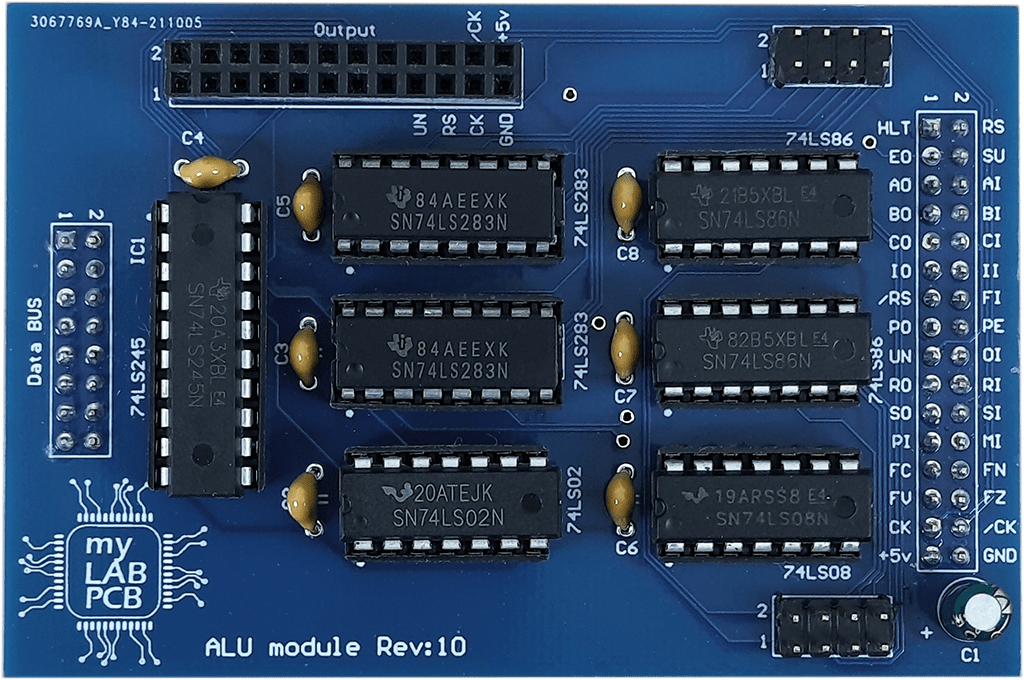 3067769A_Y84-211005
Output
/CK
+5v
2
1
UN
RS
CK
GND
2
1
C4
C5
84AEEXK
SN74LS283N
74LS283
74LS86
21B5XBL E4
SN74LS86N
C8
1 2
HLT RS
EO SU
AO AI
BO BI
CO CI
IO II
/RS FI
PO PE
UN OI
RO RI
SO SI
PI MI
FC FN
FV FZ
CK /CK
+5v GND
1 2
Data BUS
IC1
74LS245
2043XBL E4
SN74LS245N
C3
84AEEXK
SN74LS283N
74LS283
C7
82B5XBL E4
SN74LS86N
74LS86
20ATEJK
SN74LS02N
74LS02
C6
19ARSS8 E4
SN74LS08N
74LS08
my
LAB
PCB
ALU module Rev:10
2
1
+
C1